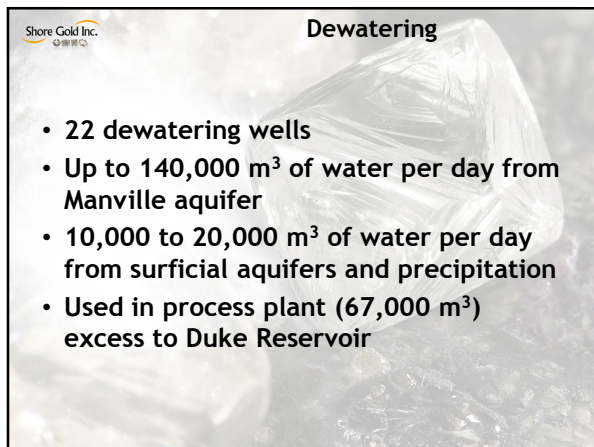 Shore Gold Inc.
Dewatering
• 22 dewatering wells
• Up to 140,000 m³ of water per day from
Manville aquifer
• 10,000 to 20,000 m³ of water per day
from surficial aquifers and precipitation
• Used in process plant (67,000 m³)
excess to Duke Reservoir